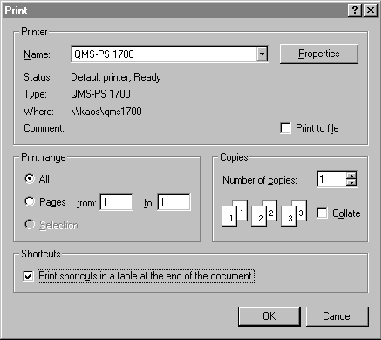 Print
Printer
Name: QMS-PS 1700 Properties
Status: Default printer, Ready
Type: QMS-PS 1700
Where: \\kaos\qms1700
Comment: Print to file
Print range
All
Pages from: 1 to: 1
Selection
Copies
Number of copies: 1
1 1 2 2 3 3 Collate
Shortcuts
Print shortcuts in a table at the end of the document
OK Cancel